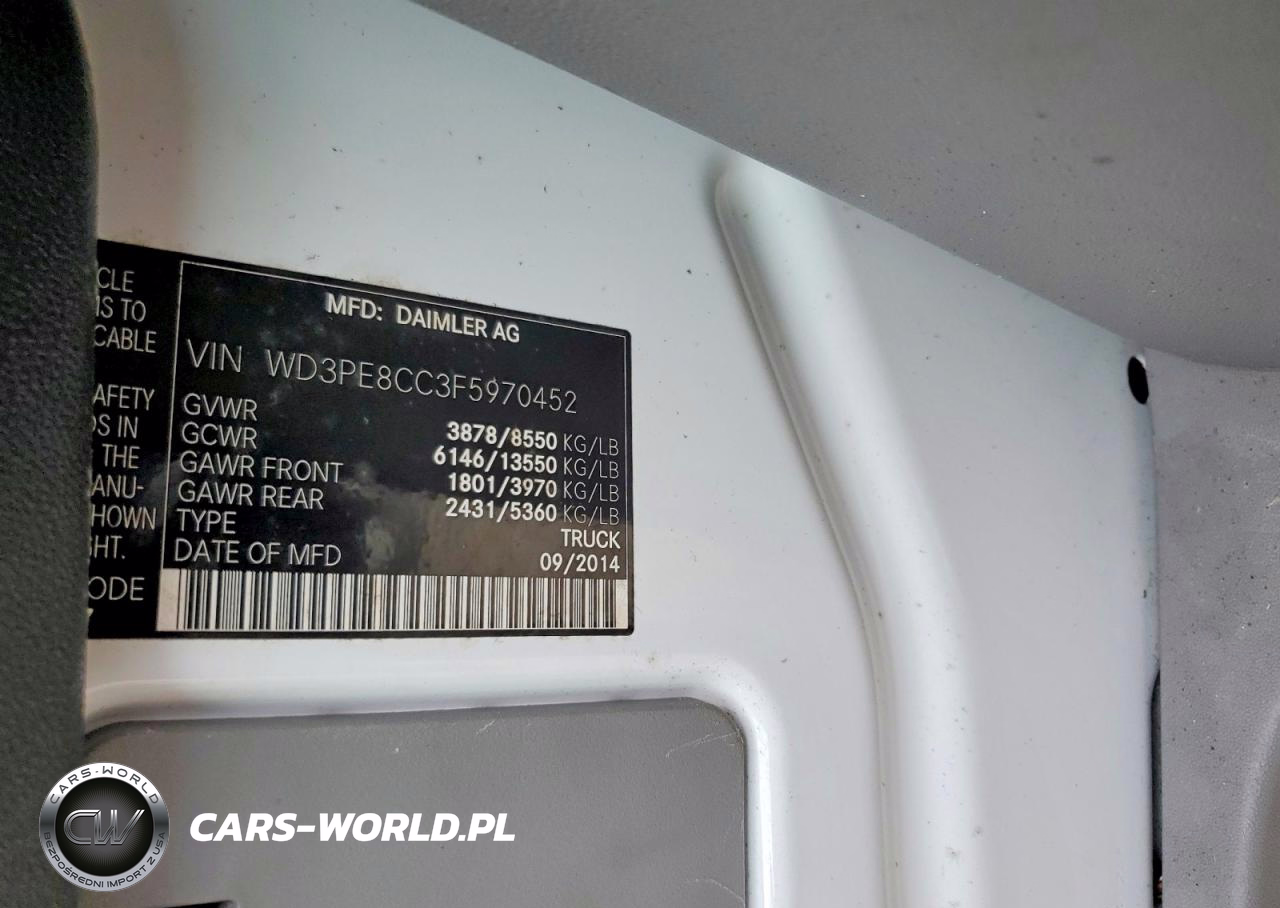 CLE
IS TO
CABLE
AFETY
DS IN
THE
ANU-
HOWN
HT.
ODE
MFD: DAIMLER AG
VIN WD3PE8CC3F5970452
GVWR 3878/8550 KG/LB
GCWR 6146/13550 KG/LB
GAWR FRONT 1801/3970 KG/LB
GAWR REAR 2431/5360 KG/LB
TYPE TRUCK
DATE OF MFD 09/2014
CARS-WORLD
CW
BEZPOŚREDNI IMPORT Z USA
CARS-WORLD.PL